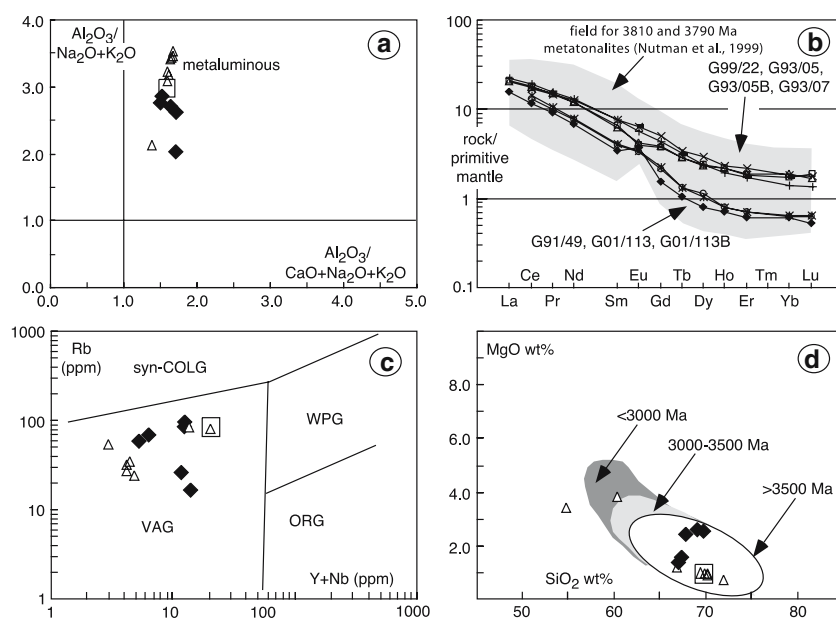 4.0
3.0
2.0
1.0
0.0
Al2O3/
Na2O+K2O
a
metaluminous
Al2O3/
CaO+Na2O+K2O
0.0 1.0 2.0 3.0 4.0 5.0
100
10
rock/
primitive
mantle
1
0.1
field for 3810 and 3790 Ma
metatonalites (Nutman et al., 1999)
b
G99/22, G93/05,
G93/05B, G93/07
G91/49, G01/113, G01/113B
Ce Nd Eu Tb Ho Tm Lu
La Pr Sm Gd Dy Er Yb
1000
100
10
1
Rb
(ppm)
syn-COLG
c
WPG
VAG
ORG
Y+Nb (ppm)
1 10 100 1000
MgO wt%
d
8.0
6.0
4.0
2.0
<3000 Ma
3000-3500 Ma
>3500 Ma
SiO2 wt%
50 60 70 80